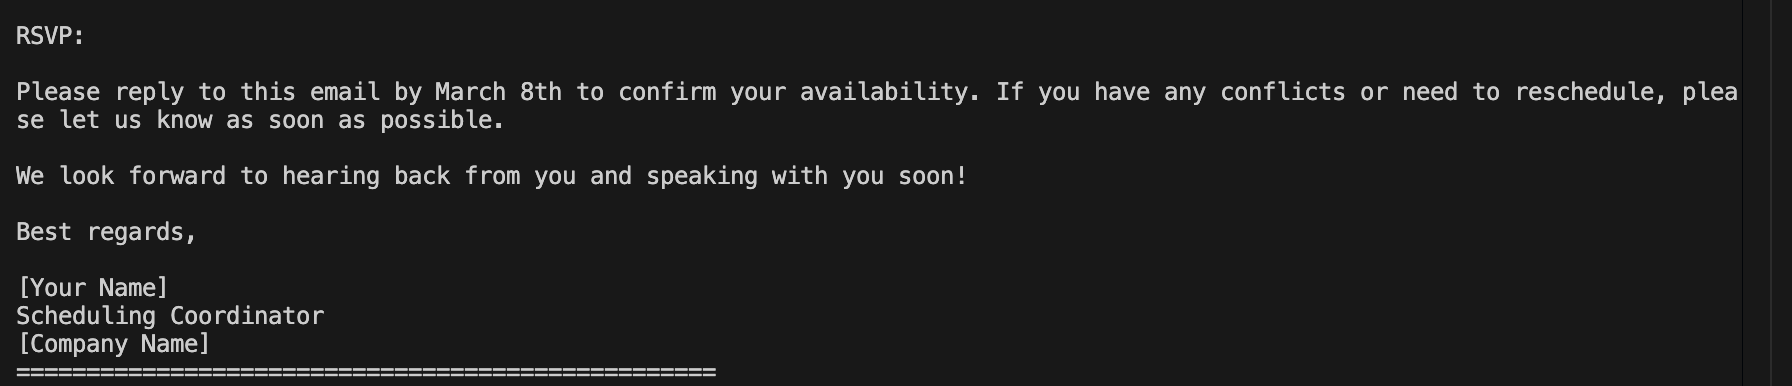 RSVP:
Please reply to this email by March 8th to confirm your availability. If you have any conflicts or need to reschedule, plea
se let us know as soon as possible.
We look forward to hearing back from you and speaking with you soon!
Best regards,
[Your Name]
Scheduling Coordinator
[Company Name]
==================================================